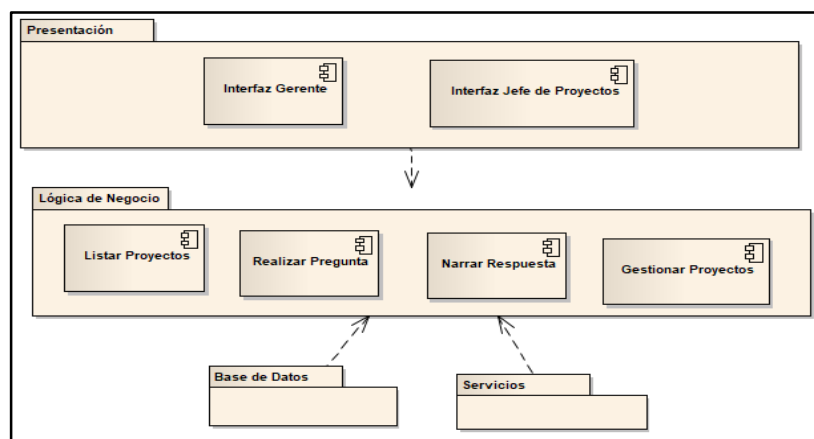 Presentación
Interfaz Gerente
Interfaz Jefe de Proyectos
Lógica de Negocio
Listar Proyectos
Realizar Pregunta
Narrar Respuesta
Gestionar Proyectos
Base de Datos
Servicios